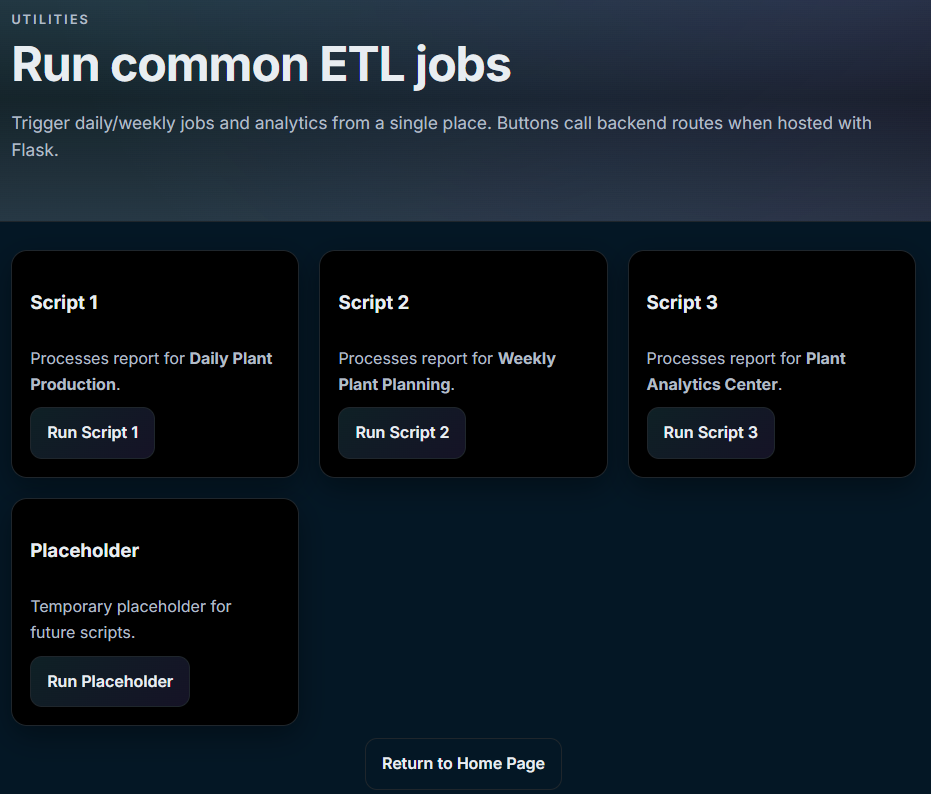 UTILITIES
Run common ETL jobs
Trigger daily/weekly jobs and analytics from a single place. Buttons call backend routes when hosted with
Flask.
Script 1
Processes report for Daily Plant
Production.
Run Script 1
Script 2
Processes report for Weekly
Plant Planning.
Run Script 2
Script 3
Processes report for Plant
Analytics Center.
Run Script 3
Placeholder
Temporary placeholder for
future scripts.
Run Placeholder
Return to Home Page